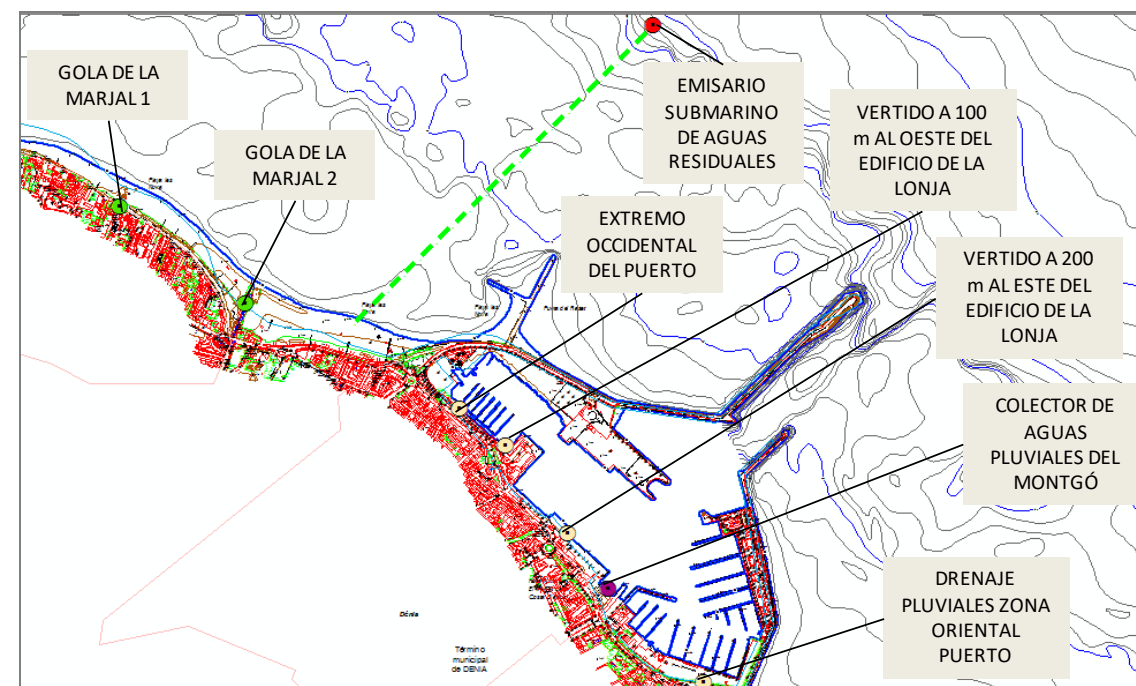 GOLA DE LA
MARJAL 1
GOLA DE LA
MARJAL 2
EMISARIO
SUBMARINO
DE AGUAS
RESIDUALES
VERTIDO A 100
m AL OESTE DEL
EDIFICIO DE LA
LONJA
EXTREMO
OCCIDENTAL
DEL PUERTO
VERTIDO A 200
m AL ESTE DEL
EDIFICIO DE LA
LONJA
COLECTOR DE
AGUAS
PLUVIALES DEL
MONTGÓ
DRENAJE
PLUVIALES ZONA
ORIENTAL
PUERTO
Dénia
Término
municipal
de DENIA